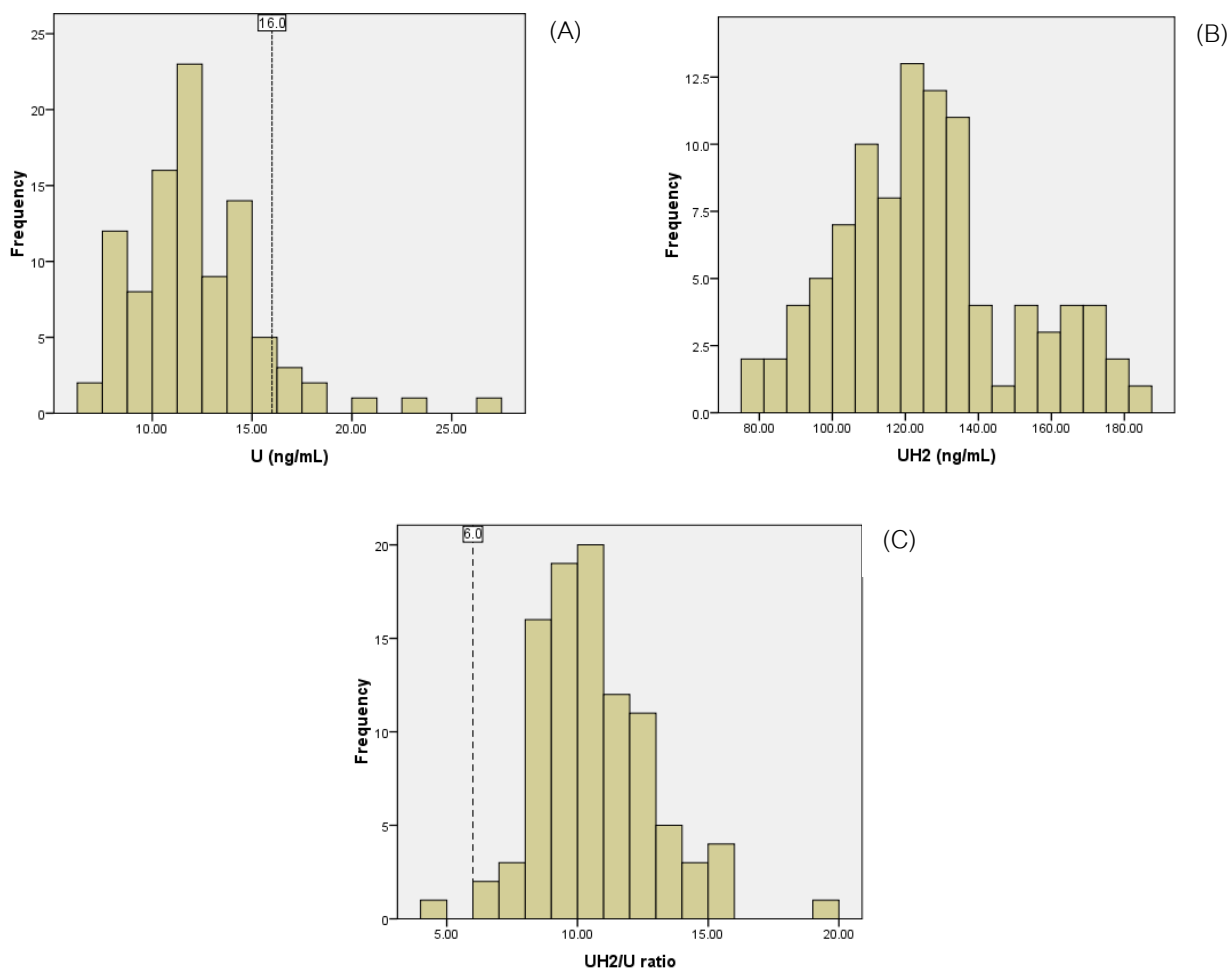 (A)
16.0
25
20
15
10
5
0
Frequency
10.00 15.00 20.00 25.00
U (ng/mL)
(B)
12.5
10.0
7.5
5.0
2.5
0.0
Frequency
80.00 100.00 120.00 140.00 160.00 180.00
UH2 (ng/mL)
(C)
6.0
20
15
10
5
0
Frequency
5.00 10.00 15.00 20.00
UH2/U ratio